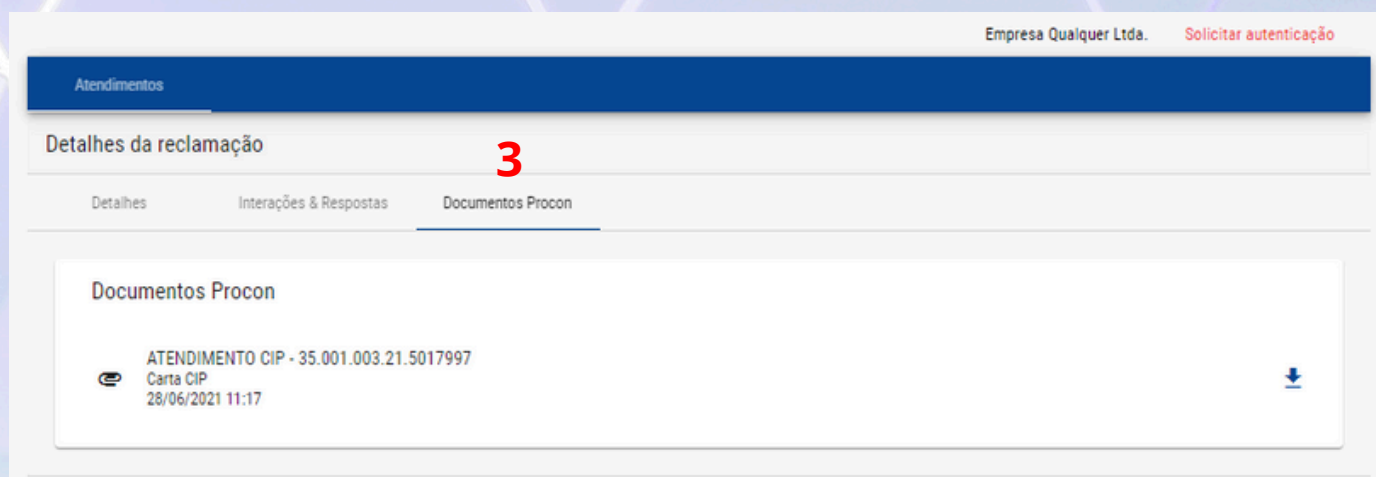 Empresa Qualquer Ltda. Solicitar autenticação
Atendimentos
Detalhes da reclamação
3
Detalhes Interações & Respostas Documentos Procon
Documentos Procon
ATENDIMENTO CIP - 35.001.003.21.5017997
Carta CIP
28/06/2021 11:17